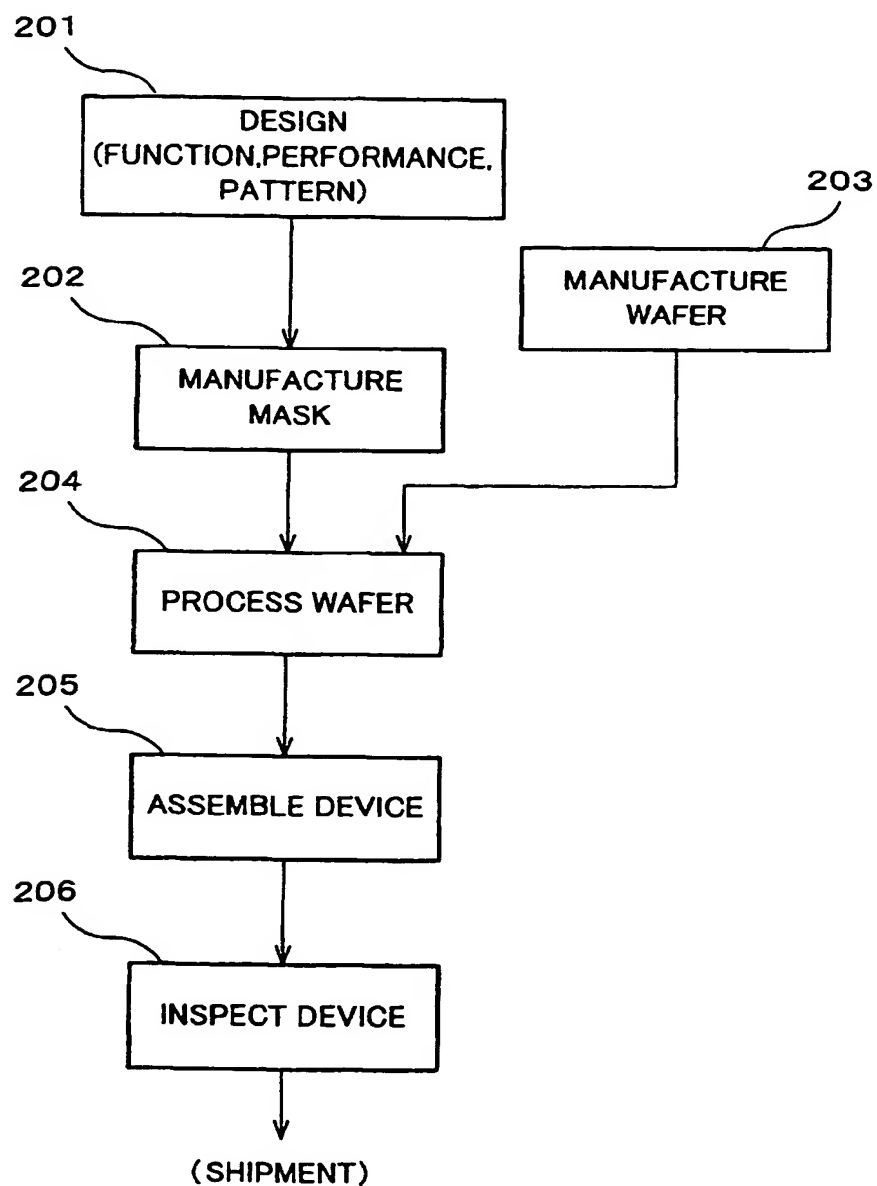 201
DESIGN
(FUNCTION,PERFORMANCE,
PATTERN)
203
MANUFACTURE
WAFER
202
MANUFACTURE
MASK
204
PROCESS WAFER
205
ASSEMBLE DEVICE
206
INSPECT DEVICE
(SHIPMENT)